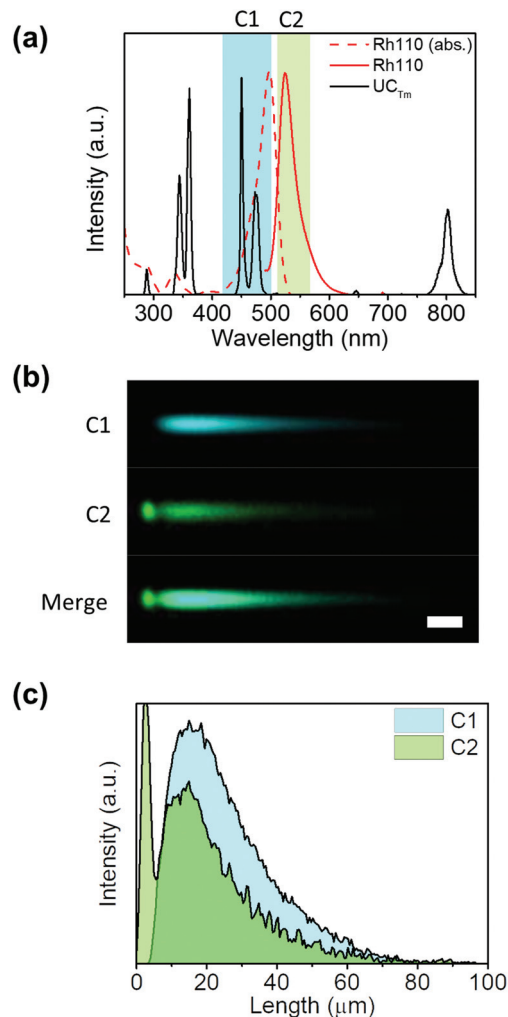 (a)
C1 C2
Rh110 (abs.)
Rh110
UCTm
Intensity (a.u.)
300 400 500 600 700 800
Wavelength (nm)
(b)
C1
C2
Merge
(c)
C1
C2
Intensity (a.u.)
0 20 40 60 80 100
Length (μm)